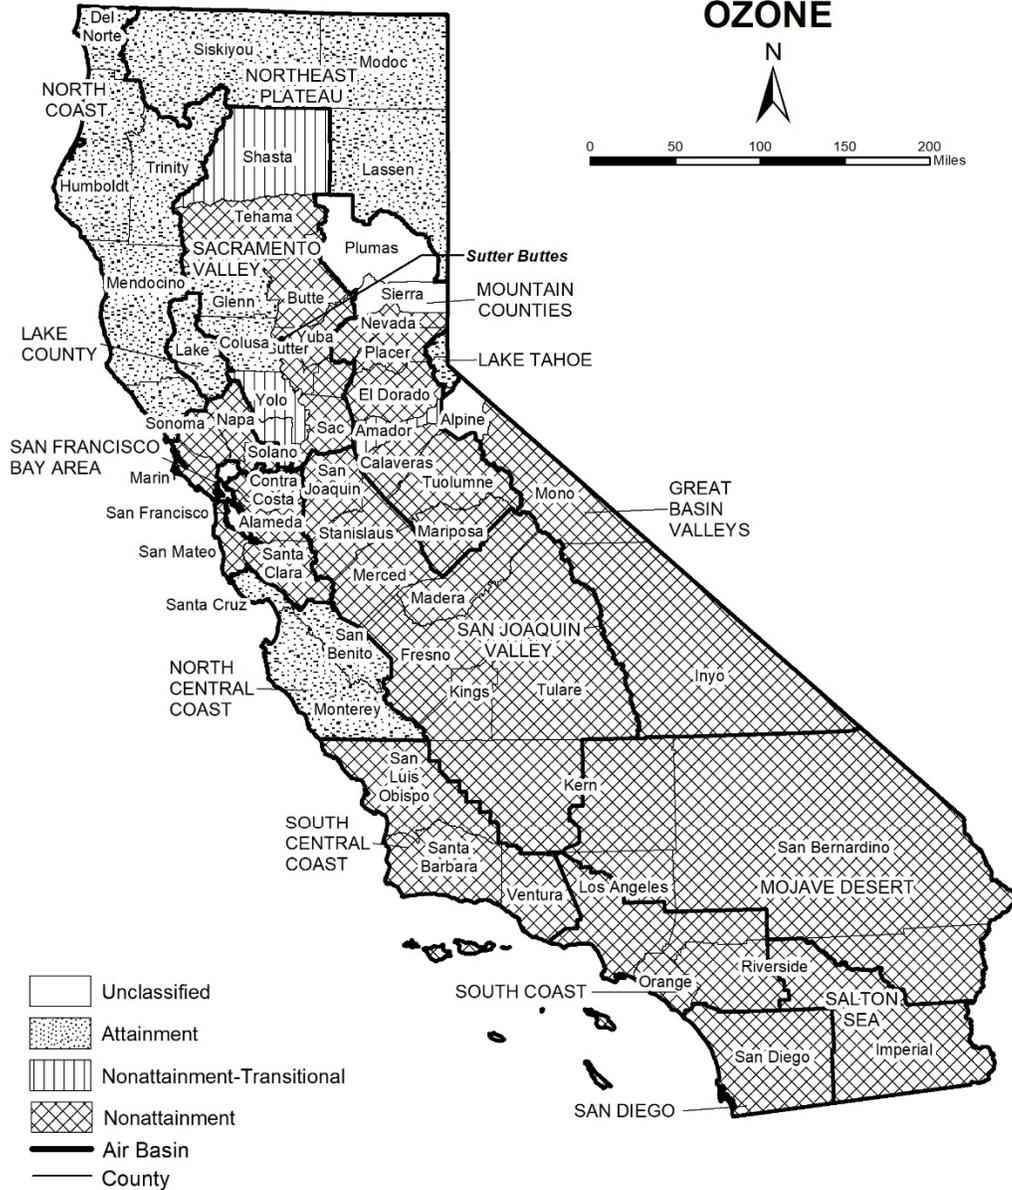 OZONE
N
0 50 100 150 200
Miles
Del
Norte
Siskiyou
Modoc
NORTHEAST
PLATEAU
NORTH
COAST
Shasta
Trinity
Lassen
Humboldt
Tehama
Plumas
SACRAMENTO
VALLEY
Sutter Buttes
Mendocino
Glenn
Butte
Sierra
MOUNTAIN
COUNTIES
Nevada
LAKE
COUNTY
Lake
Colusa
Sutter
Yuba
Placer
LAKE TAHOE
El Dorado
Yolo
Sonoma
Napa
Sac
Amador
Alpine
SAN FRANCISCO
BAY AREA
Solano
Calaveras
Marin
Contra
Costa
San
Joaquin
Tuolumne
Mono
GREAT
BASIN
VALLEYS
San Francisco
Alameda
Stanislaus
Mariposa
San Mateo
Santa
Clara
Merced
Santa Cruz
Madera
SAN JOAQUIN
VALLEY
San
Benito
Fresno
NORTH
CENTRAL
COAST
Kings
Tulare
Inyo
Monterey
San
Luis
Obispo
Kern
SOUTH
CENTRAL
COAST
Santa
Barbara
San Bernardino
MOJAVE DESERT
Ventura
Los Angeles
Riverside
Orange
SOUTH COAST
SALTON
SEA
San Diego
Imperial
SAN DIEGO
Unclassified
Attainment
Nonattainment-Transitional
Nonattainment
Air Basin
County